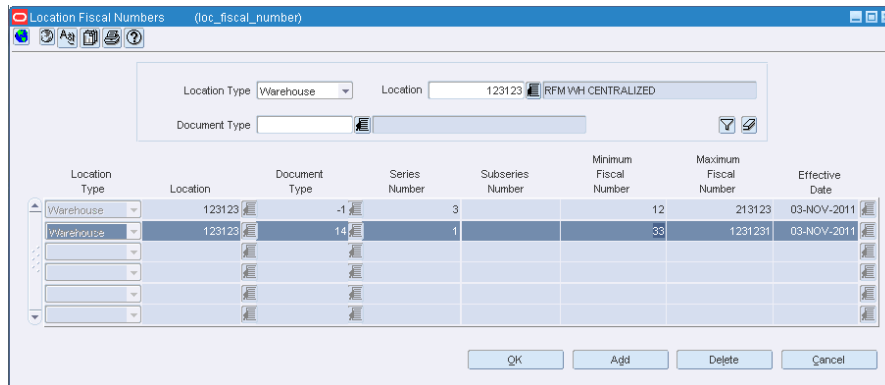 Location Fiscal Numbers (loc_fiscal_number)
Location Type Warehouse Location 123123 RFM WH CENTRALIZED
Document Type
Location Type Location Document Type Series Number Subseries Number Minimum Fiscal Number Maximum Fiscal Number Effective Date
Warehouse 123123 -1 3 12 213123 03-NOV-2011
Warehouse 123123 14 1 33 1231231 03-NOV-2011
OK Add Delete Cancel